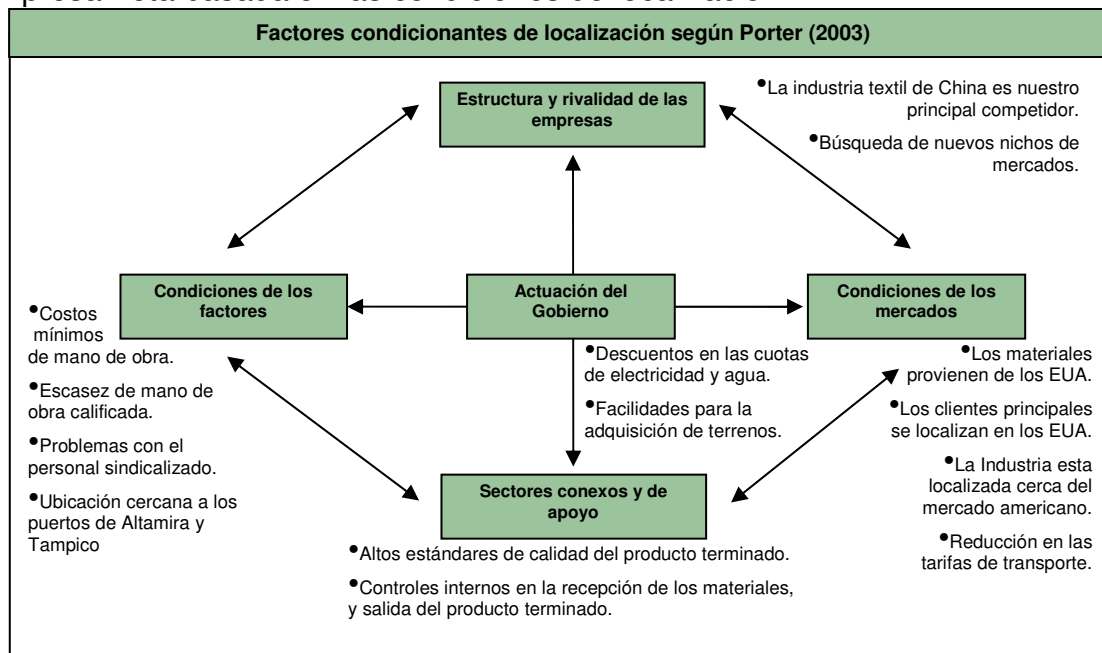 Factores condicionantes de localización según Porter (2003)
Estructura y rivalidad de las
empresas
•La industria textil de China es nuestro
principal competidor.
•Búsqueda de nuevos nichos de
mercados.
Condiciones de los
factores
Actuación del
Gobierno
Condiciones de los
mercados
•Costos
mínimos
de mano de obra.
•Escasez de mano de
obra calificada.
•Problemas con el
personal sindicalizado.
•Ubicación cercana a los
puertos de Altamira y
Tampico
•Descuentos en las cuotas
de electricidad y agua.
•Facilidades para la
adquisición de terrenos.
•Los materiales
provienen de los EUA.
•Los clientes principales
se localizan en los EUA.
•La Industria esta
localizada cerca del
mercado americano.
•Reducción en las
tarifas de transporte.
Sectores conexos y de
apoyo
•Altos estándares de calidad del producto terminado.
•Controles internos en la recepción de los materiales,
y salida del producto terminado.